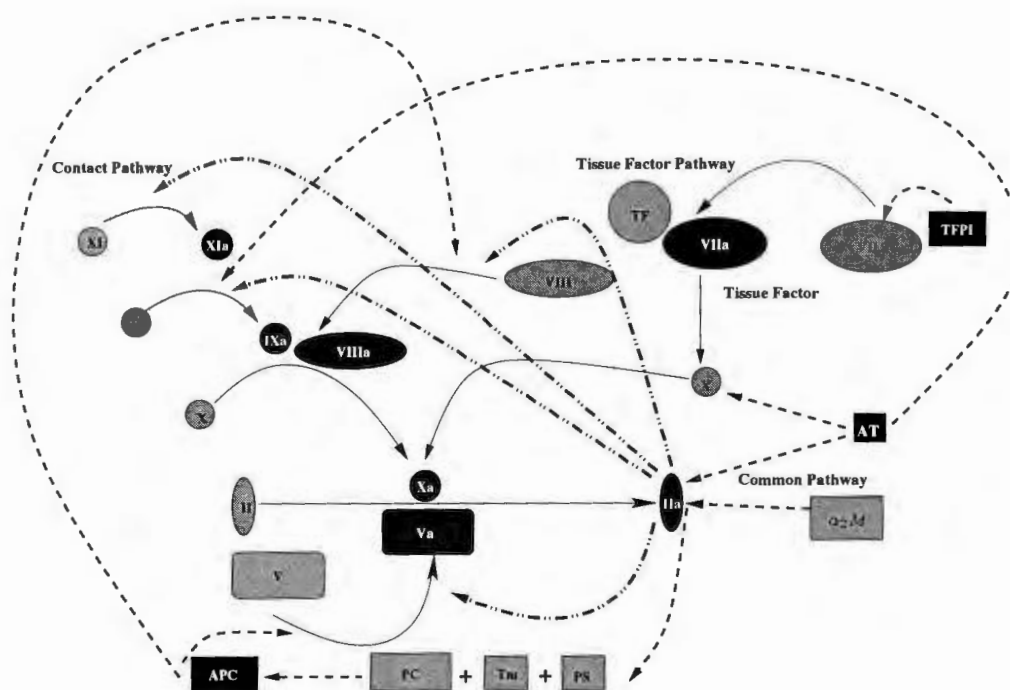 Contact Pathway
Tissue Factor Pathway
XI
XIa
TF
VIIa
TFPI
VIII
Tissue Factor
IXa
VIIIa
X
X
AT
Xa
II
IIa
Common Pathway
Va
α2M
V
APC
PC + Tm + PS